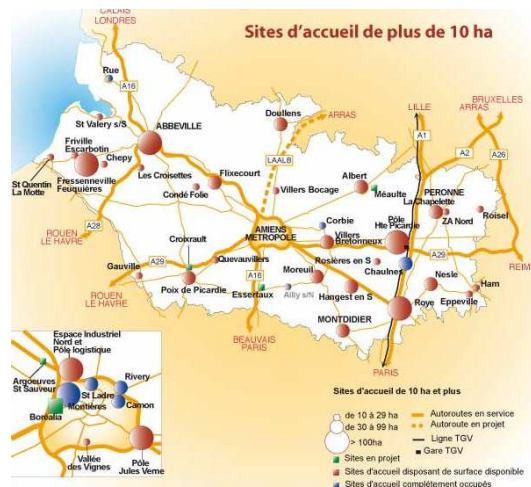 Sites d'accueil de plus de 10 ha
CALAIS
LONDRES
Rue
A16
St Valery s/S
ABBEVILLE
Doullens
ARRAS
LILLE
BRUXELLES
ARRAS
A1
A2
A26
Friville
Escarbotin
Chepy
St Quentin
La Motte
Fressenneville
Feuquières
Les Croisettes
Condé Folie
Flixecourt
LAALB
Villers Bocage
Albert
Méaulte
PERONNE
La Chapelette
ZA Nord
Roisel
A28
ROUEN
LE HAVRE
AMIENS
METROPOLE
Corbie
Villers
Bretonneux
Pôle
Hte Picardie
Croixrault
Quevauvillers
Rosières en S
Chaulnes
A29
REIMS
Gauville
A29
Poix de Picardie
A16
Essertaux
Moreuil
Ailly s/N
Hangest en S
Nesle
Ham
Eppeville
Roye
MONTDIDIER
ROUEN
LE HAVRE
BEAUVAIS
PARIS
PARIS
Espace Industriel
Nord et
Pôle logistique
Argoeuves
St Sauveur
Rivery
St Ladre
Montières
Camon
Boréalia
Vallée
des Vignes
Pôle
Jules Verne
Sites d'accueil de 10 ha et plus
de 10 à 29 ha
de 30 à 99 ha
> 100ha
Autoroutes en service
Autoroute en projet
Ligne TGV
Gare TGV
Sites en projet
Sites d'accueil disposant de surface disponible
Sites d'accueil complétement occupés